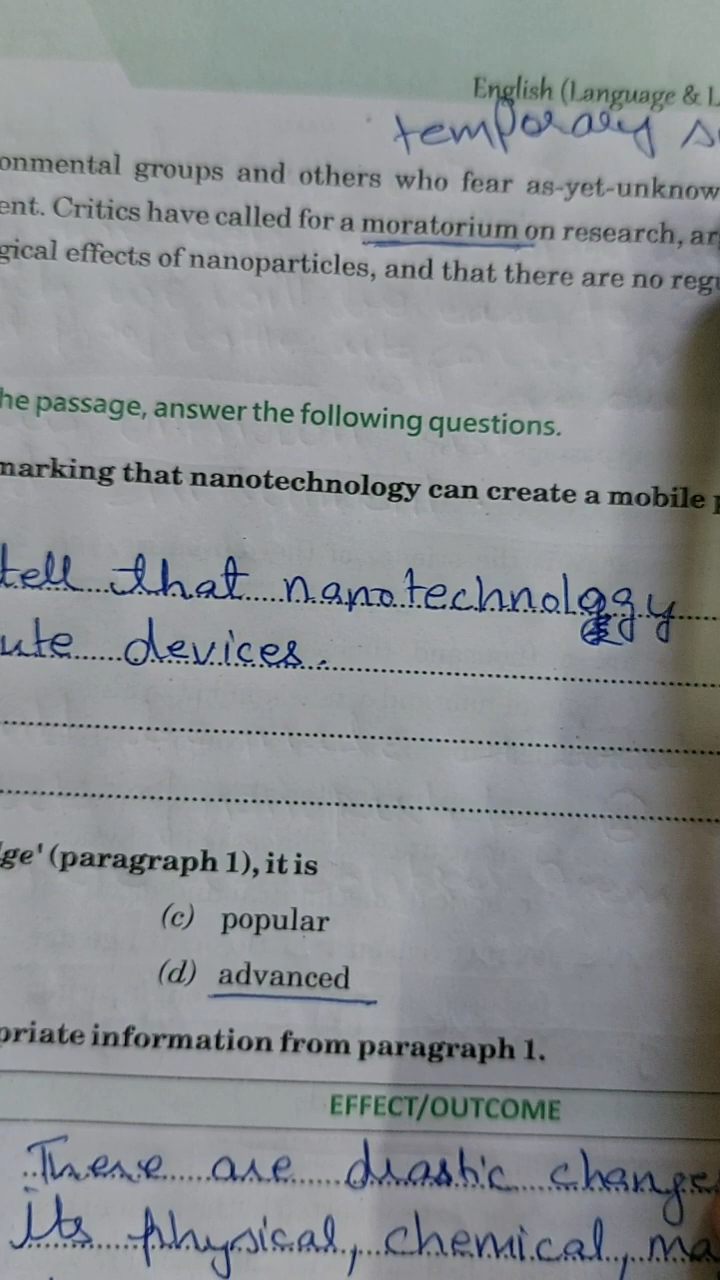 English (Language & L
temporary s
onmental groups and others who fear as-yet-unknow
ent. Critics have called for a moratorium on research, ar
gical effects of nanoparticles, and that there are no regu
he passage, answer the following questions.
marking that nanotechnology can create a mobile p
tell that nanotechnology
ute devices.
ge' (paragraph 1), it is
(c) popular
(d) advanced
priate information from paragraph 1.
EFFECT/OUTCOME
There are drastic change
its physical, chemical, ma